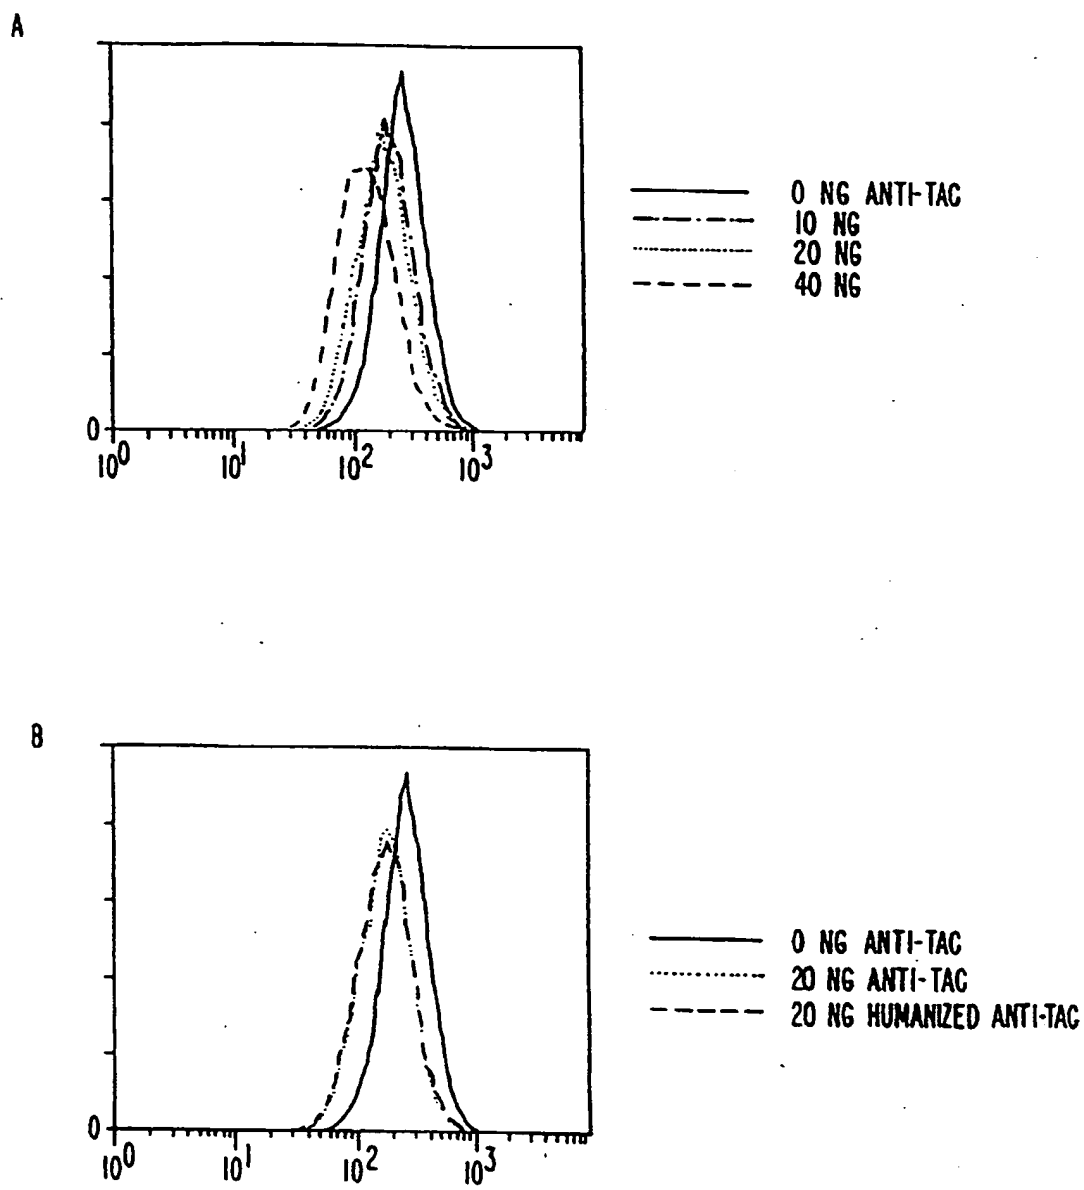 A
0 NG ANTI-TAC
10 NG
20 NG
40 NG
0
10⁰ 10¹ 10² 10³
B
0 NG ANTI-TAC
20 NG ANTI-TAC
20 NG HUMANIZED ANTI-TAC
0
10⁰ 10¹ 10² 10³